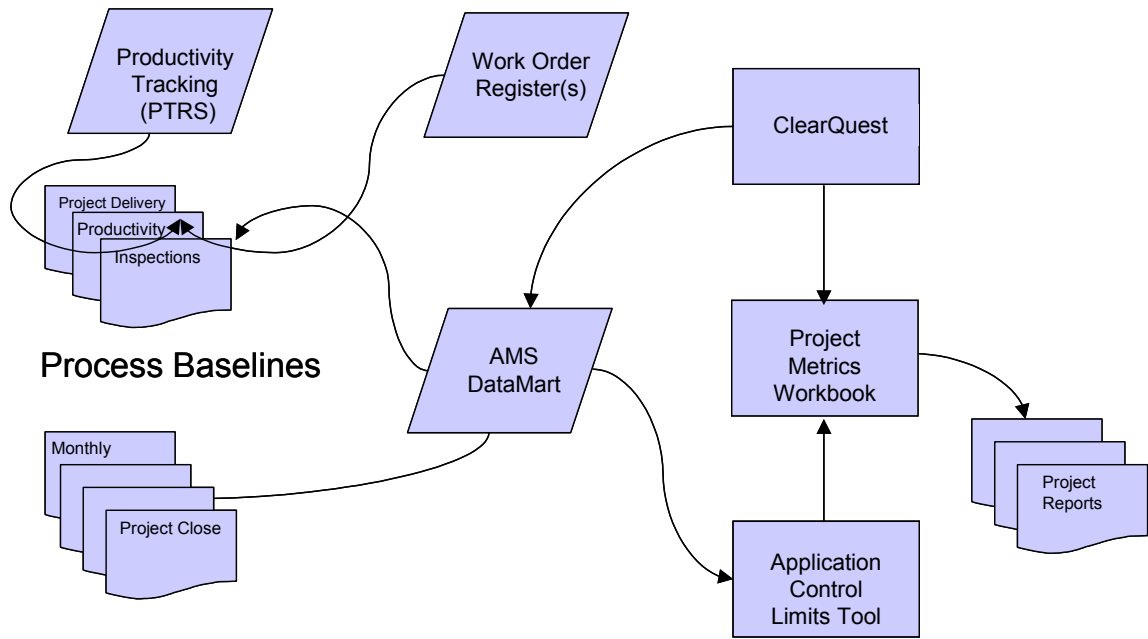 Productivity
Tracking
(PTRS)
Work Order
Register(s)
ClearQuest
Project Delivery
Productivity
Inspections
Process Baselines
AMS
DataMart
Project
Metrics
Workbook
Monthly
Project Close
Project
Reports
Application
Control
Limits Tool